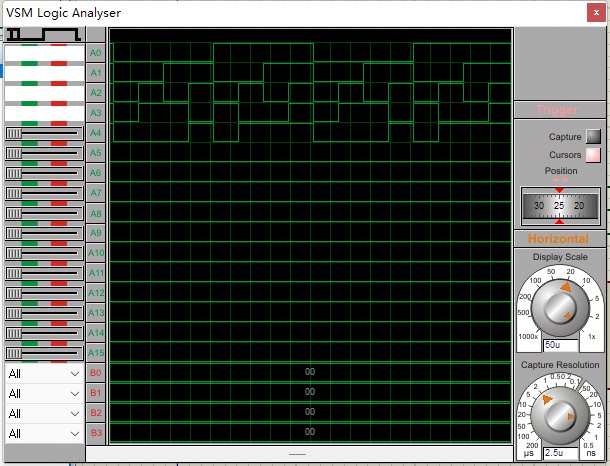 VSM Logic Analyser
x
A0
A1
A2
A3
A4
A5
A6
A7
A8
A9
A10
A11
A12
A13
A14
A15
All B0 00
All B1 00
All B2 00
All B3 00
Trigger
Capture
Cursors
Position
30 25 20
Horizontal
Display Scale
50 20
100 10
200 5
500 2
1000x 1x
50u
Capture Resolution
1 0.50 0.20
2
5
10
20
50
100
200
10
5
2
1
0.5
µs ns
2.5u